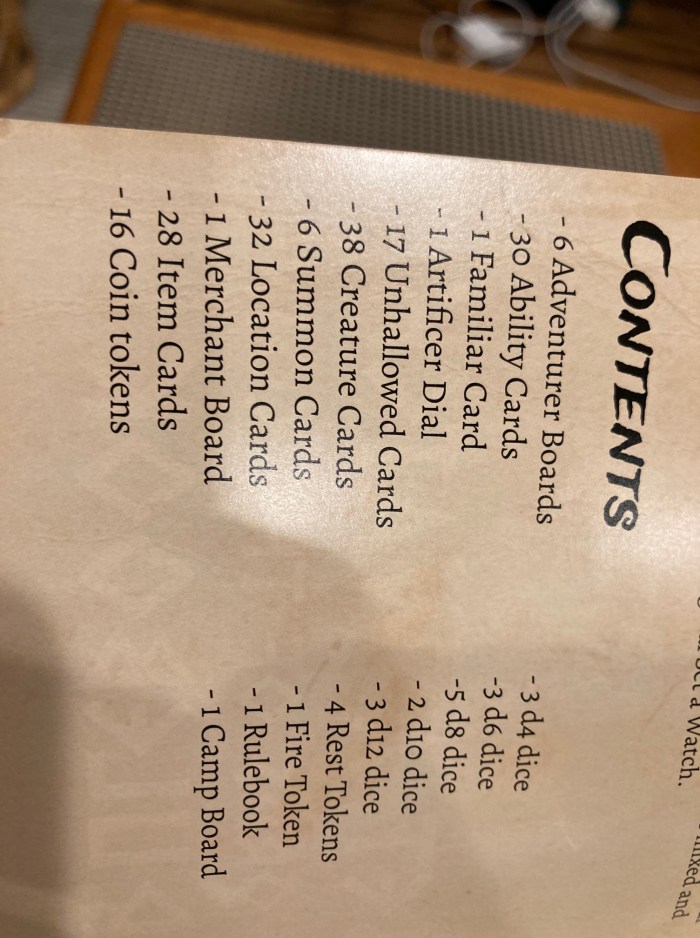 Watch.
mixed and
CONTENTS
- 6 Adventurer Boards
- 30 Ability Cards
- 1 Familiar Card
- 1 Artificer Dial
- 17 Unhallowed Cards
- 38 Creature Cards
- 6 Summon Cards
- 32 Location Cards
- 1 Merchant Board
- 28 Item Cards
- 16 Coin tokens
- 3 d4 dice
-3 d6 dice
-5 d8 dice
- 2 d10 dice
- 3 d12 dice
- 4 Rest Tokens
- 1 Fire Token
- 1 Rulebook
- 1 Camp Board